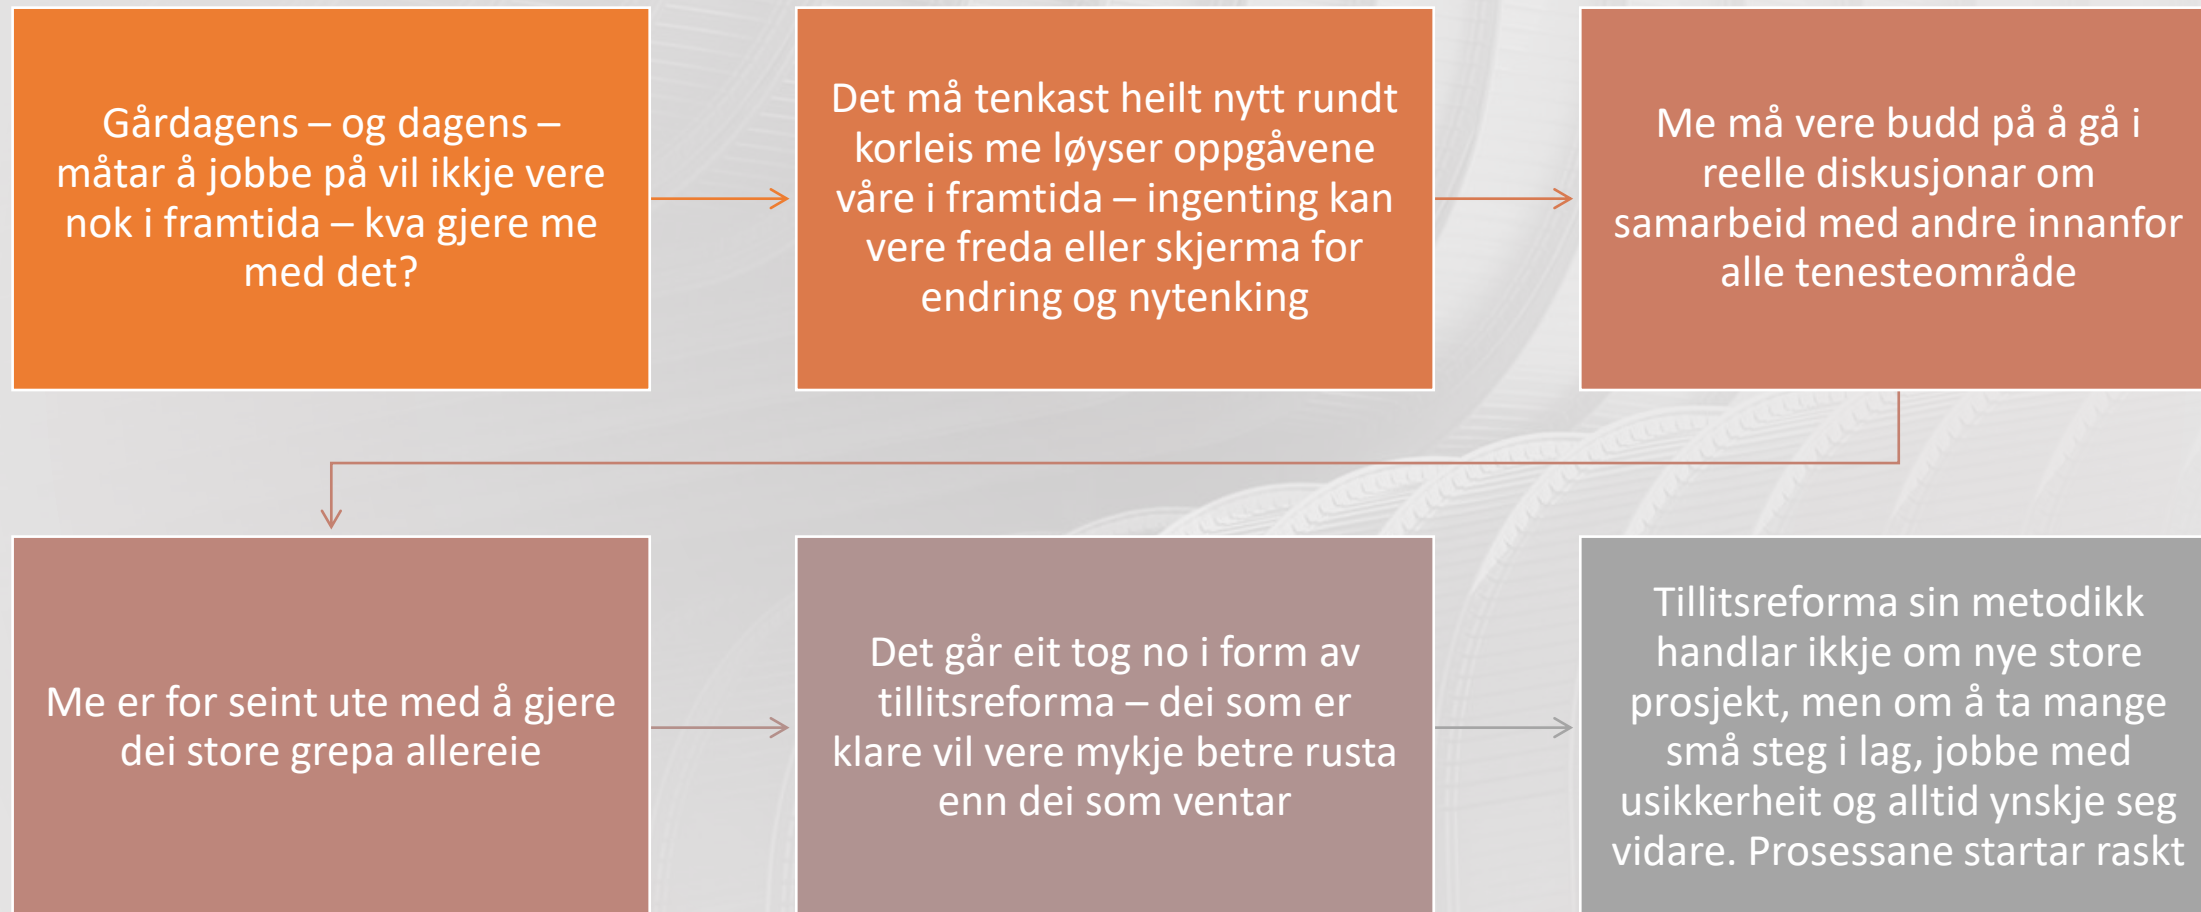 Gårdagens – og dagens –
måtar å jobbe på vil ikkje vere
nok i framtida – kva gjere me
med det?
Det må tenkast heilt nytt rundt
korleis me løyser oppgåvene
våre i framtida – ingenting kan
vere freda eller skjerma for
endring og nytenking
Me må vere budd på å gå i
reelle diskusjonar om
samarbeid med andre innanfor
alle tenesteområde
Me er for seint ute med å gjere
dei store grepa allereie
Det går eit tog no i form av
tillitsreforma – dei som er
klare vil vere mykje betre rusta
enn dei som ventar
Tillitsreforma sin metodikk
handlar ikkje om nye store
prosjekt, men om å ta mange
små steg i lag, jobbe med
usikkerheit og alltid ynskje seg
vidare. Prosessane startar raskt